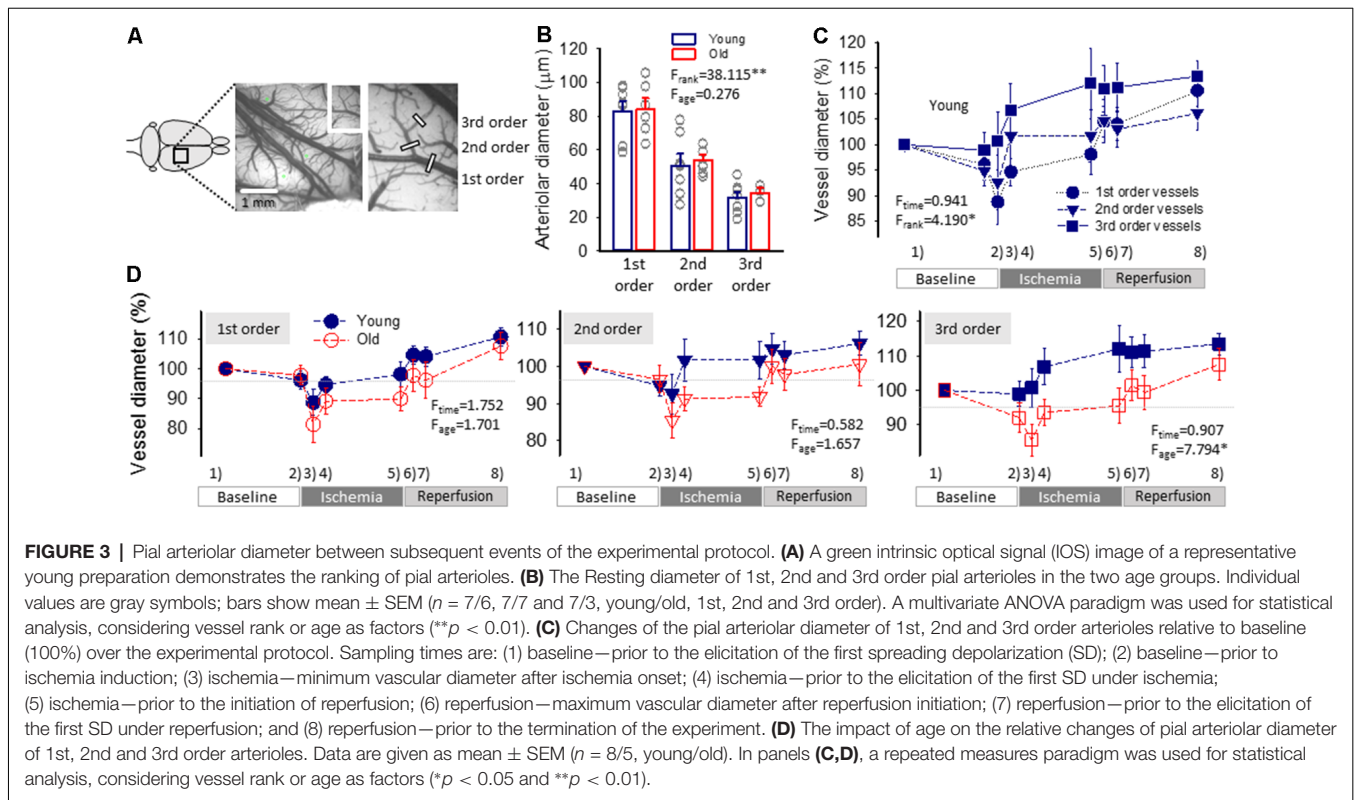 A
1 mm
3rd order
2nd order
1st order
B
Arteriolar diameter (μm)
120
100
80
60
40
20
0
Young
Old
Frank=38.115**
Fage=0.276
1st order
2nd order
3rd order
C
Vessel diameter (%)
120
115
110
105
100
95
90
85
Young
Ftime=0.941
Frank=4.190*
1st order vessels
2nd order vessels
3rd order vessels
1) 2) 3) 4) 5) 6) 7) 8)
Baseline Ischemia Reperfusion
D
Vessel diameter (%)
110
100
90
80
1st order
Young
Old
Ftime=1.752
Fage=1.701
1) 2) 3) 4) 5) 6) 7) 8)
Baseline Ischemia Reperfusion
110
100
90
80
2nd order
Ftime=0.582
Fage=1.657
1) 2) 3) 4) 5) 6) 7) 8)
Baseline Ischemia Reperfusion
120
110
100
90
3rd order
Ftime=0.907
Fage=7.794*
1) 2) 3) 4) 5) 6) 7) 8)
Baseline Ischemia Reperfusion
FIGURE 3 | Pial arteriolar diameter between subsequent events of the experimental protocol. (A) A green intrinsic optical signal (IOS) image of a representative
young preparation demonstrates the ranking of pial arterioles. (B) The Resting diameter of 1st, 2nd and 3rd order pial arterioles in the two age groups. Individual
values are gray symbols; bars show mean ± SEM (n = 7/6, 7/7 and 7/3, young/old, 1st, 2nd and 3rd order). A multivariate ANOVA paradigm was used for statistical
analysis, considering vessel rank or age as factors (**p < 0.01). (C) Changes of the pial arteriolar diameter of 1st, 2nd and 3rd order arterioles relative to baseline
(100%) over the experimental protocol. Sampling times are: (1) baseline—prior to the elicitation of the first spreading depolarization (SD); (2) baseline—prior to
ischemia induction; (3) ischemia—minimum vascular diameter after ischemia onset; (4) ischemia—prior to the elicitation of the first SD under ischemia;
(5) ischemia—prior to the initiation of reperfusion; (6) reperfusion—maximum vascular diameter after reperfusion initiation; (7) reperfusion—prior to the elicitation of
the first SD under reperfusion; and (8) reperfusion—prior to the termination of the experiment. (D) The impact of age on the relative changes of pial arteriolar diameter
of 1st, 2nd and 3rd order arterioles. Data are given as mean ± SEM (n = 8/5, young/old). In panels (C,D), a repeated measures paradigm was used for statistical
analysis, considering vessel rank or age as factors (*p < 0.05 and **p < 0.01).